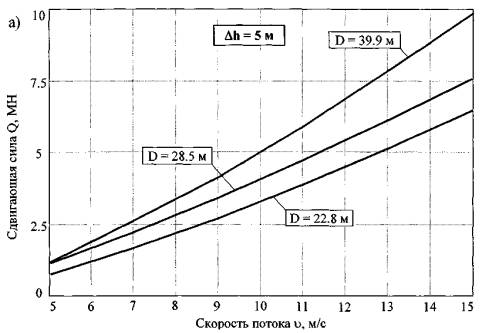 а)
Δh = 5 м
D = 39.9 м
D = 28.5 м
D = 22.8 м
Сдвигающая сила Q, МН
10
7.5
5
2.5
0
5 6 7 8 9 10 11 12 13 14 15
Скорость потока υ, м/с